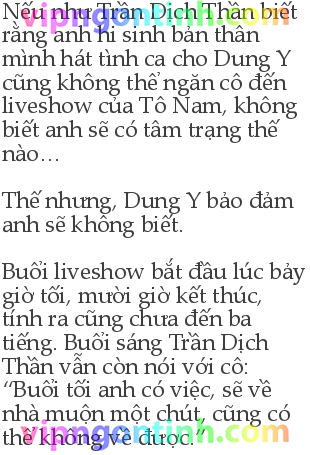 Nếu như Trần Dịch Thần biết
rằng anh hi sinh bản thân
mình hát tình ca cho Dung Y
cũng không thể ngăn cô đến
liveshow của Tô Nam, không
biết anh sẽ có tâm trạng thế
nào…
Thế nhưng, Dung Y bảo đảm
anh sẽ không biết.
Buổi liveshow bắt đầu lúc bảy
giờ tối, mười giờ kết thúc,
tính ra cũng chưa đến ba
tiếng. Buổi sáng Trần Dịch
Thần vẫn còn nói với cô:
“Buổi tối anh có việc, sẽ về
nhà muộn một chút, cũng có
thể không về được.”
vipngontinh.com
vipngontinh.com